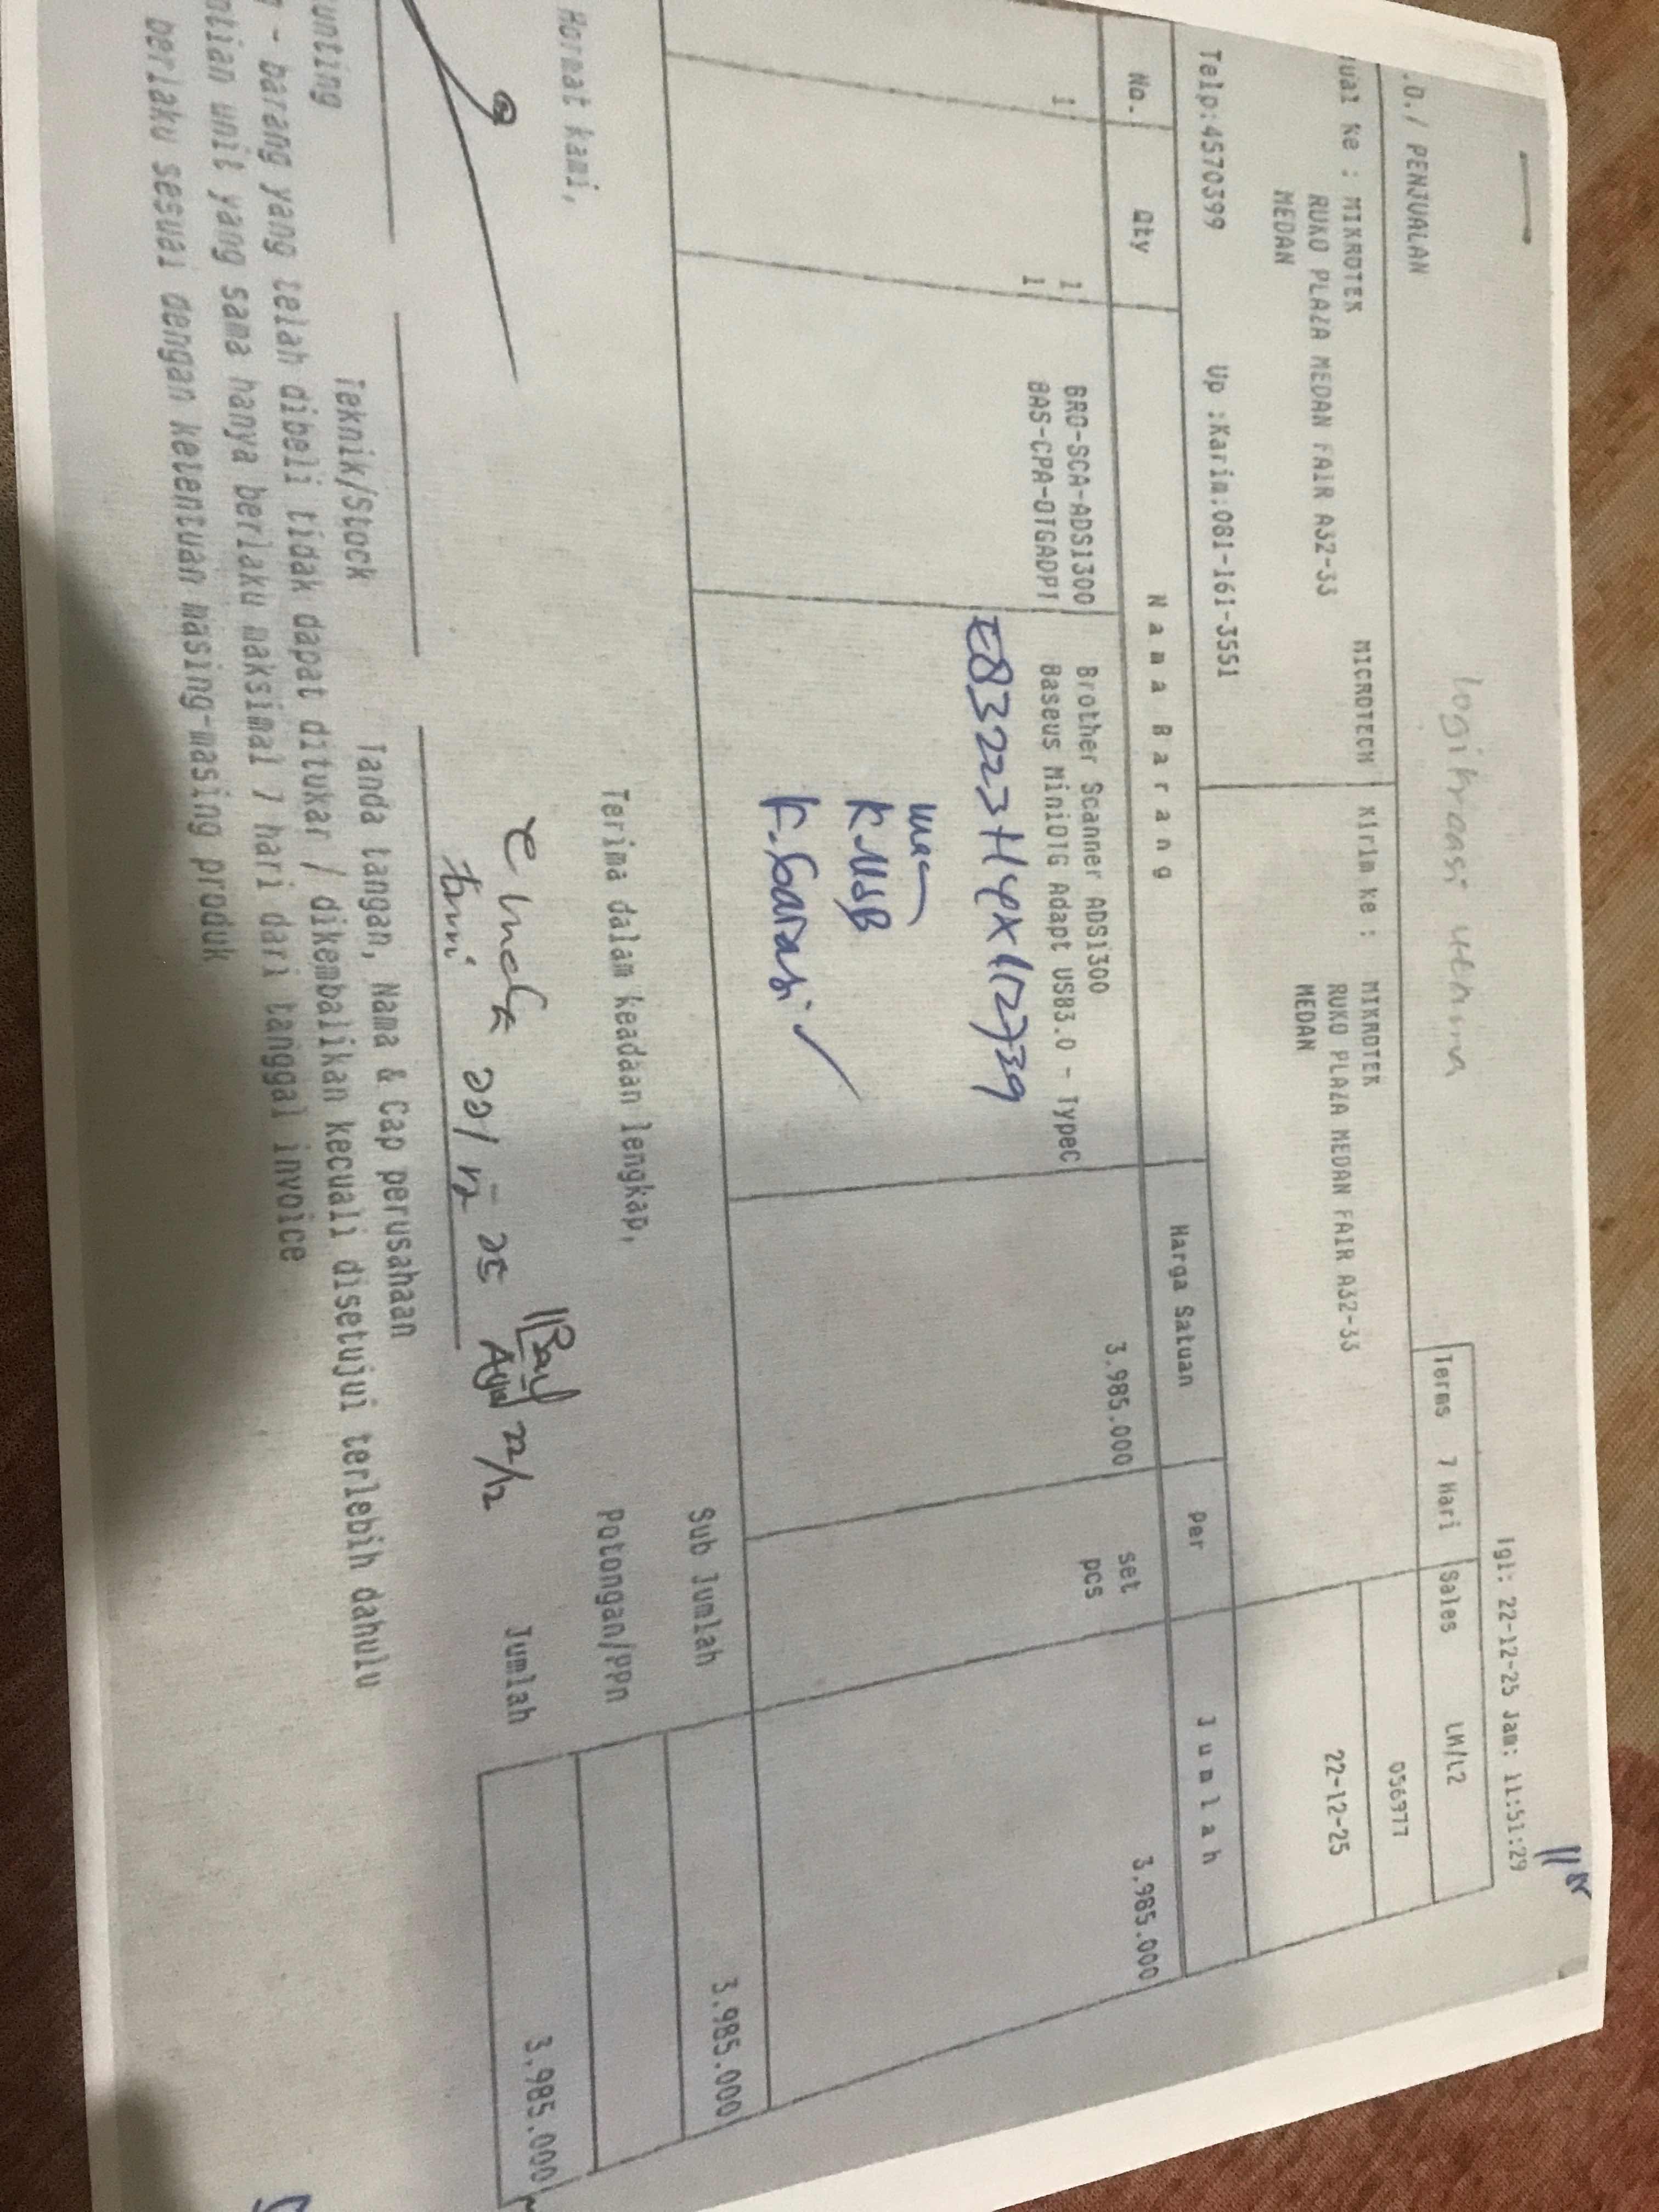 Tgl: 22-12-25 Jam: 11:51:29
.O./ PENJUALAN
Terms 7 Hari Sales LM/L2
056977
ual Ke : MIKROTEK MICROTECH Kirim Ke : MIKROTEK
RUKO PLAZA MEDAN FAIR A32-33 RUKO PLAZA MEDAN FAIR A32-33 22-12-25
MEDAN MEDAN
Telp:4570399 Up :Karim:081-161-3551
No. Qty Nama Barang Harga Satuan Per Jumlah
1 1 BRO-SCA-ADS1300 Brother Scanner ADS1300 3.985.000 set 3.985.000
1 BAS-CPA-OTGADPT Baseus MiniOTG Adapt USB3.0 - TypeC pcs
K.USB
K.Garansi
Sub Jumlah 3.985.000
Hormat kami, Terima dalam keadaan lengkap, Potongan/PPn
22/12
Jumlah 3.985.000
22/12 - 25
unting Teknik/Stock Tanda tangan, Nama & Cap perusahaan
- barang yang telah dibeli tidak dapat ditukar / dikembalikan kecuali disetujui terlebih dahulu
ntian unit yang sama hanya berlaku maksimal 7 hari dari tanggal invoice
berlaku sesuai dengan ketentuan masing-masing produk